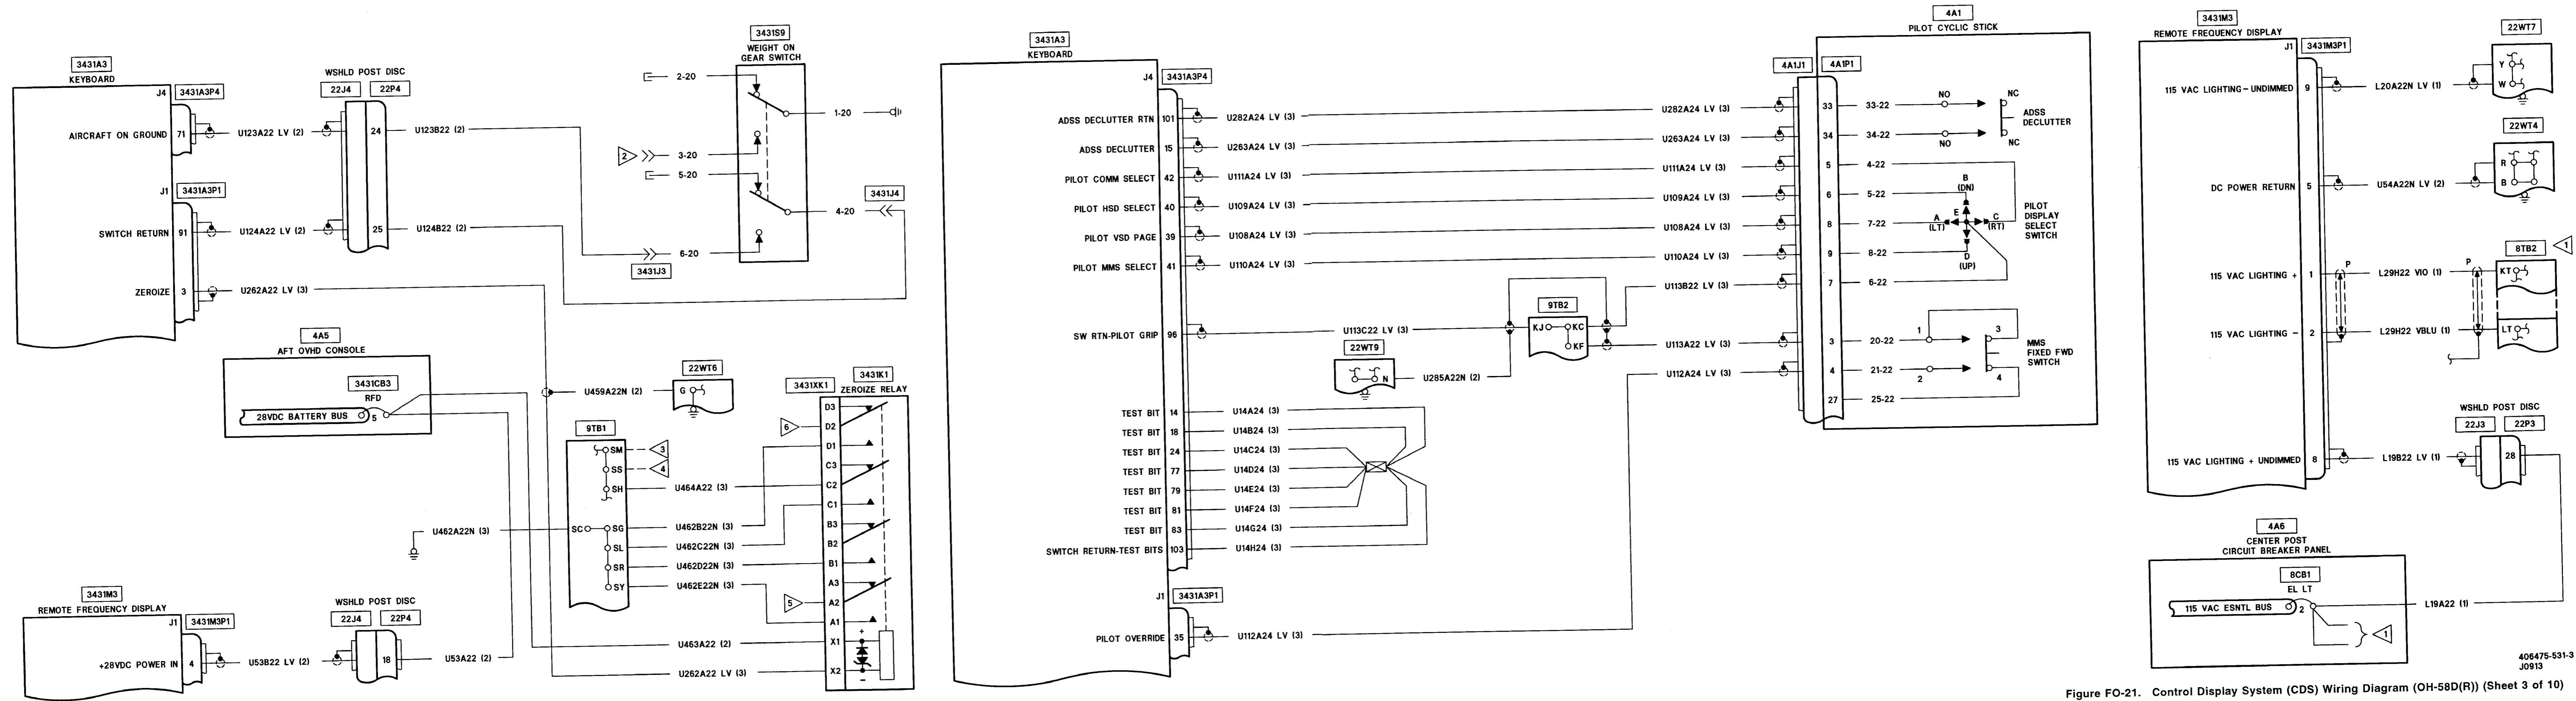 3431A3
KEYBOARD
J4
3431A3P4
AIRCRAFT ON GROUND
71
U123A22 LV (2)
WSHLD POST DISC
22J4
22P4
24
U123B22 (2)
J1
3431A3P1
SWITCH RETURN
91
U124A22 LV (2)
25
U124B22 (2)
ZEROIZE
3
U262A22 LV (3)
3431S9
WEIGHT ON
GEAR SWITCH
2-20
1-20
2
3-20
5-20
4-20
3431J4
6-20
3431J3
4A5
AFT OVHD CONSOLE
3431CB3
RFD
28VDC BATTERY BUS
5
U459A22N (2)
22WT6
G
3431XK1
3431K1
ZEROIZE RELAY
D3
6
D2
D1
C3
C2
C1
B3
B2
B1
A3
5
A2
A1
X1
X2
+
−
9TB1
SM
3
SS
4
SH
U464A22 (3)
U462A22N (3)
SC
SG
U462B22N (3)
SL
U462C22N (3)
SR
U462D22N (3)
SY
U462E22N (3)
U463A22 (2)
U262A22 LV (3)
3431M3
REMOTE FREQUENCY DISPLAY
J1
3431M3P1
+28VDC POWER IN
4
U53B22 LV (2)
WSHLD POST DISC
22J4
22P4
18
U53A22 (2)
3431A3
KEYBOARD
J4
3431A3P4
ADSS DECLUTTER RTN
101
U282A24 LV (3)
U282A24 LV (3)
ADSS DECLUTTER
15
U263A24 LV (3)
U263A24 LV (3)
PILOT COMM SELECT
42
U111A24 LV (3)
U111A24 LV (3)
PILOT HSD SELECT
40
U109A24 LV (3)
U109A24 LV (3)
PILOT VSD PAGE
39
U108A24 LV (3)
U108A24 LV (3)
PILOT MMS SELECT
41
U110A24 LV (3)
U110A24 LV (3)
U113B22 LV (3)
SW RTN-PILOT GRIP
96
U113C22 LV (3)
9TB2
KJ
KC
KF
U113A22 LV (3)
22WT9
N
U285A22N (2)
U112A24 LV (3)
TEST BIT
14
U14A24 (3)
TEST BIT
18
U14B24 (3)
TEST BIT
24
U14C24 (3)
TEST BIT
77
U14D24 (3)
TEST BIT
79
U14E24 (3)
TEST BIT
81
U14F24 (3)
TEST BIT
83
U14G24 (3)
SWITCH RETURN-TEST BITS
103
U14H24 (3)
J1
3431A3P1
PILOT OVERRIDE
35
U112A24 LV (3)
4A1
PILOT CYCLIC STICK
4A1J1
4A1P1
33
33-22
NO
NC
ADSS
DECLUTTER
34
34-22
NO
NC
5
4-22
6
5-22
8
7-22
9
8-22
7
6-22
B
(DN)
E
A
(LT)
C
(RT)
D
(UP)
PILOT
DISPLAY
SELECT
SWITCH
3
20-22
1
3
MMS
FIXED FWD
SWITCH
4
21-22
2
4
27
25-22
3431M3
REMOTE FREQUENCY DISPLAY
J1
3431M3P1
115 VAC LIGHTING-UNDIMMED
9
L20A22N LV (1)
22WT7
Y
W
DC POWER RETURN
5
U54A22N LV (2)
22WT4
R
B
8TB2
1
115 VAC LIGHTING +
1
P
L29H22 VIO (1)
P
KT
115 VAC LIGHTING -
2
L29H22 VBLU (1)
LT
115 VAC LIGHTING + UNDIMMED
8
L19B22 LV (1)
WSHLD POST DISC
22J3
22P3
28
4A6
CENTER POST
CIRCUIT BREAKER PANEL
8CB1
EL LT
115 VAC ESNTL BUS
2
L19A22 (1)
1
406475-531-3
J0913
Figure FO-21. Control Display System (CDS) Wiring Diagram (OH-58D(R)) (Sheet 3 of 10)